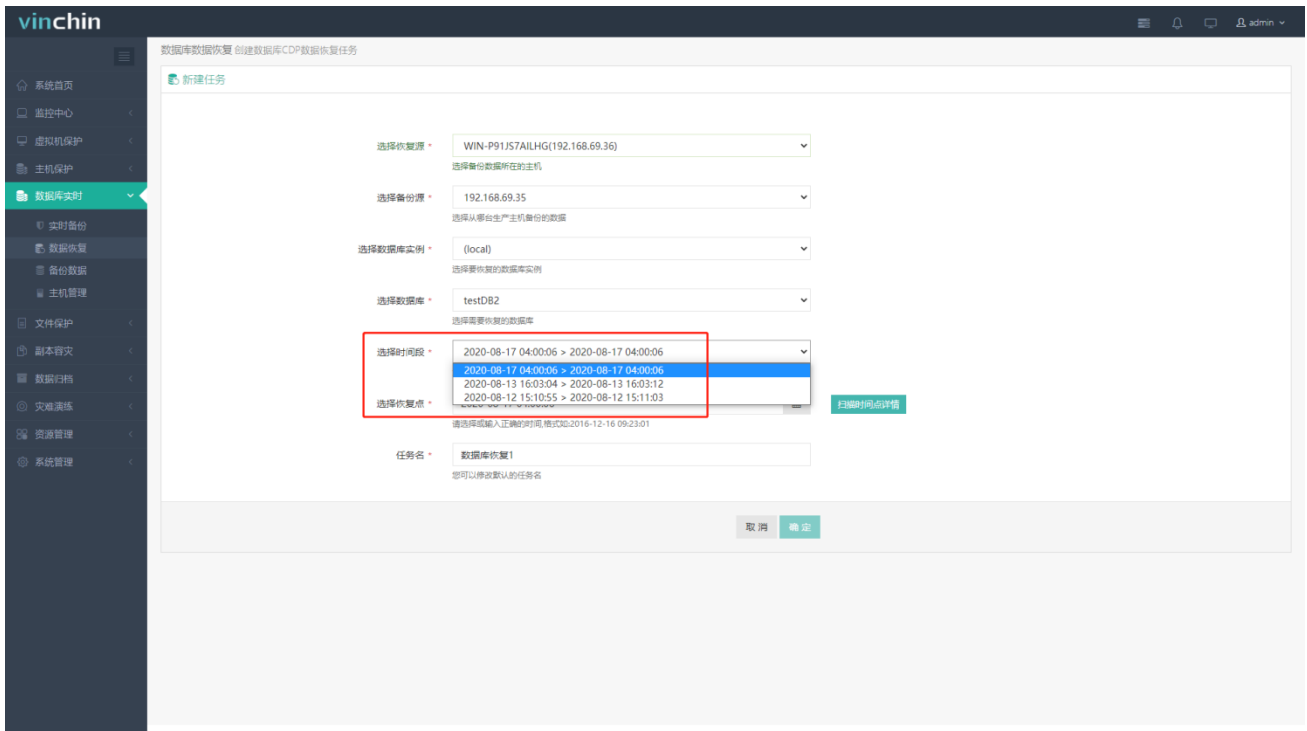 vinchin
admin
数据库数据恢复 创建数据库CDP数据恢复任务
系统首页
监控中心
虚拟机保护
主机保护
数据库实时
实时备份
数据恢复
备份数据
主机管理
文件保护
副本容灾
数据归档
灾难演练
资源管理
系统管理
新建任务
选择恢复源 * WIN-P91JS7AILHG(192.168.69.36)
选择备份数据所在的主机
选择备份源 * 192.168.69.35
选择从哪台生产主机备份的数据
选择数据库实例 * (local)
选择要恢复的数据库实例
选择数据库 * testDB2
选择需要恢复的数据库
选择时间段 * 2020-08-17 04:00:06 > 2020-08-17 04:00:06
2020-08-17 04:00:06 > 2020-08-17 04:00:06
2020-08-13 16:03:04 > 2020-08-13 16:03:12
2020-08-12 15:10:55 > 2020-08-12 15:11:03
选择恢复点 * 扫描时间点详情
请选择或输入正确的时间,格式如:2016-12-16 09:23:01
任务名 * 数据库恢复1
您可以修改默认的任务名
取消 确定